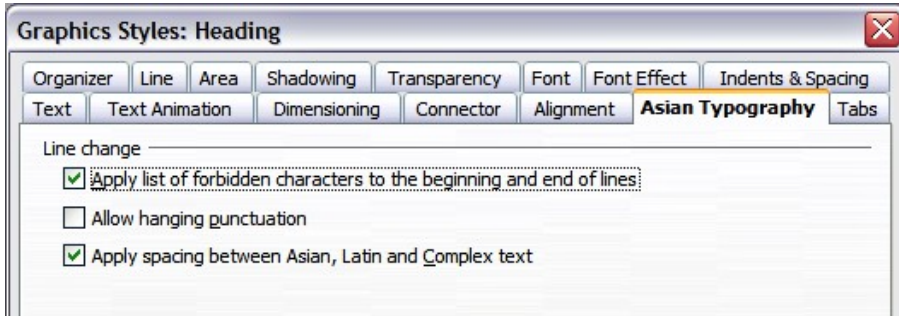 Graphics Styles: Heading
Organizer Line Area Shadowing Transparency Font Font Effect Indents & Spacing
Text Text Animation Dimensioning Connector Alignment Asian Typography Tabs
Line change
Apply list of forbidden characters to the beginning and end of lines
Allow hanging punctuation
Apply spacing between Asian, Latin and Complex text